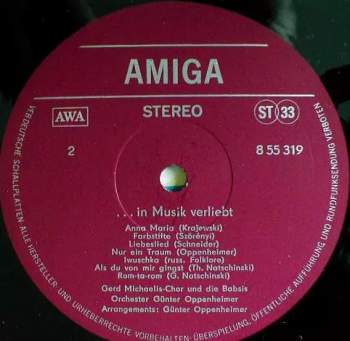 AMIGA
AWA
STEREO
ST 33
2
8 55 319
...in Musik verliebt
Anna Maria (Krajewski)
Farbstifte (Szörényi)
Liebeslied (Schneider)
Nur ein Traum (Oppenheimer)
Iwuschka (russ. Folklore)
Als du von mir gingst (Th. Natschinski)
Ram-ta-ram (G. Natschinski)
Gerd Michaelis-Chor und die Babsis
Orchester Günter Oppenheimer
Arrangements: Günter Oppenheimer
VEB DEUTSCHE SCHALLPLATTEN ALLE HERSTELLER- UND URHEBERRECHTE VORBEHALTEN · ÜBERSPIELUNG, ÖFFENTLICHE AUFFÜHRUNG UND RUNDFUNKSENDUNG VERBOTEN